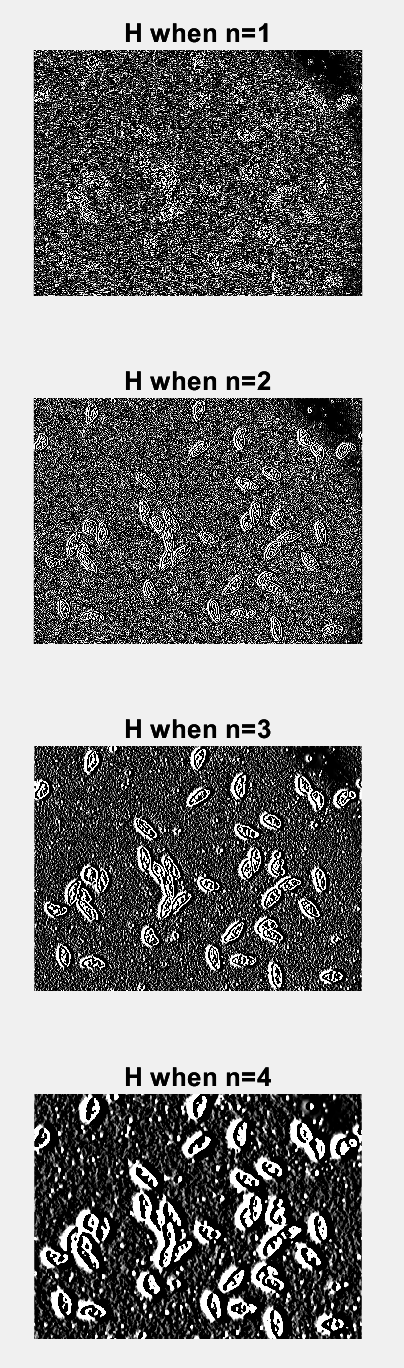 H when n=1
H when n=2
H when n=3
H when n=4